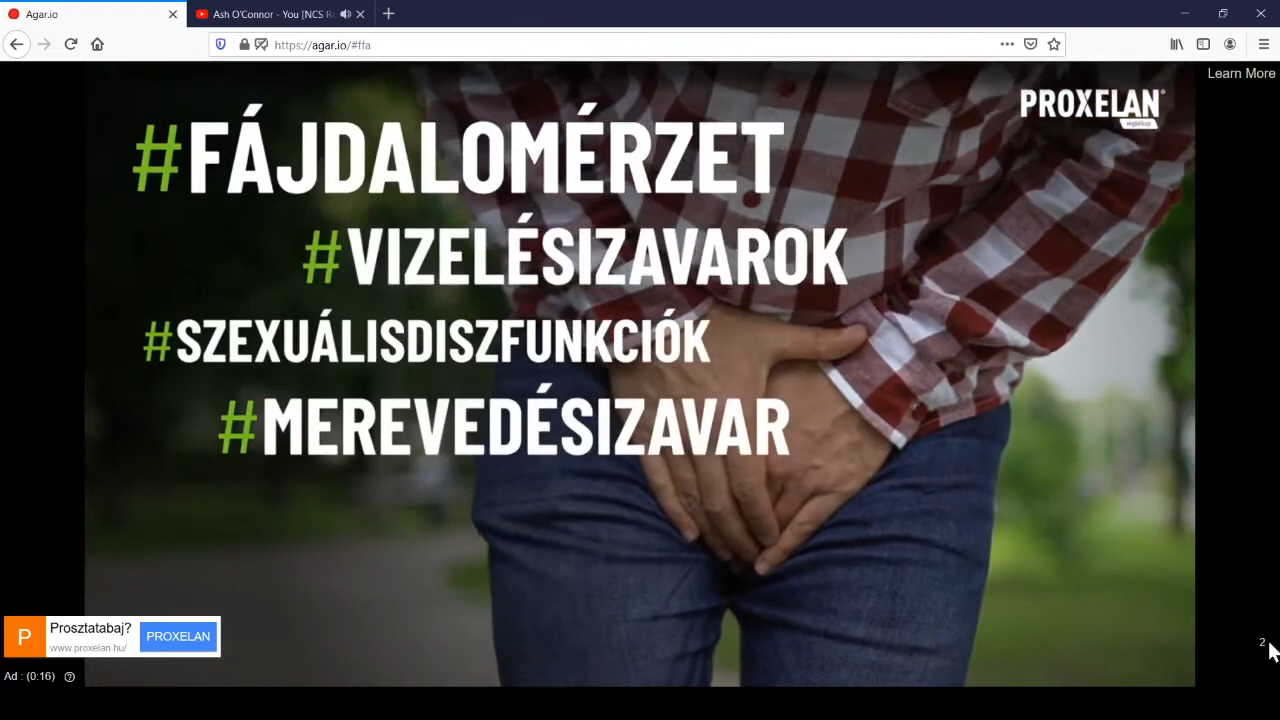 Agar.io
Ash O'Connor - You [NCS R
https://agar.io/#ffa
Learn More
PROXELAN®
végbélkúp
#FÁJDALOMÉRZET
#VIZELÉSIZAVAROK
#SZEXUÁLISDISZFUNKCIÓK
#MEREVEDÉSIZAVAR
P
Prosztatabaj?
www.proxelan.hu/
PROXELAN
2
Ad : (0:16)